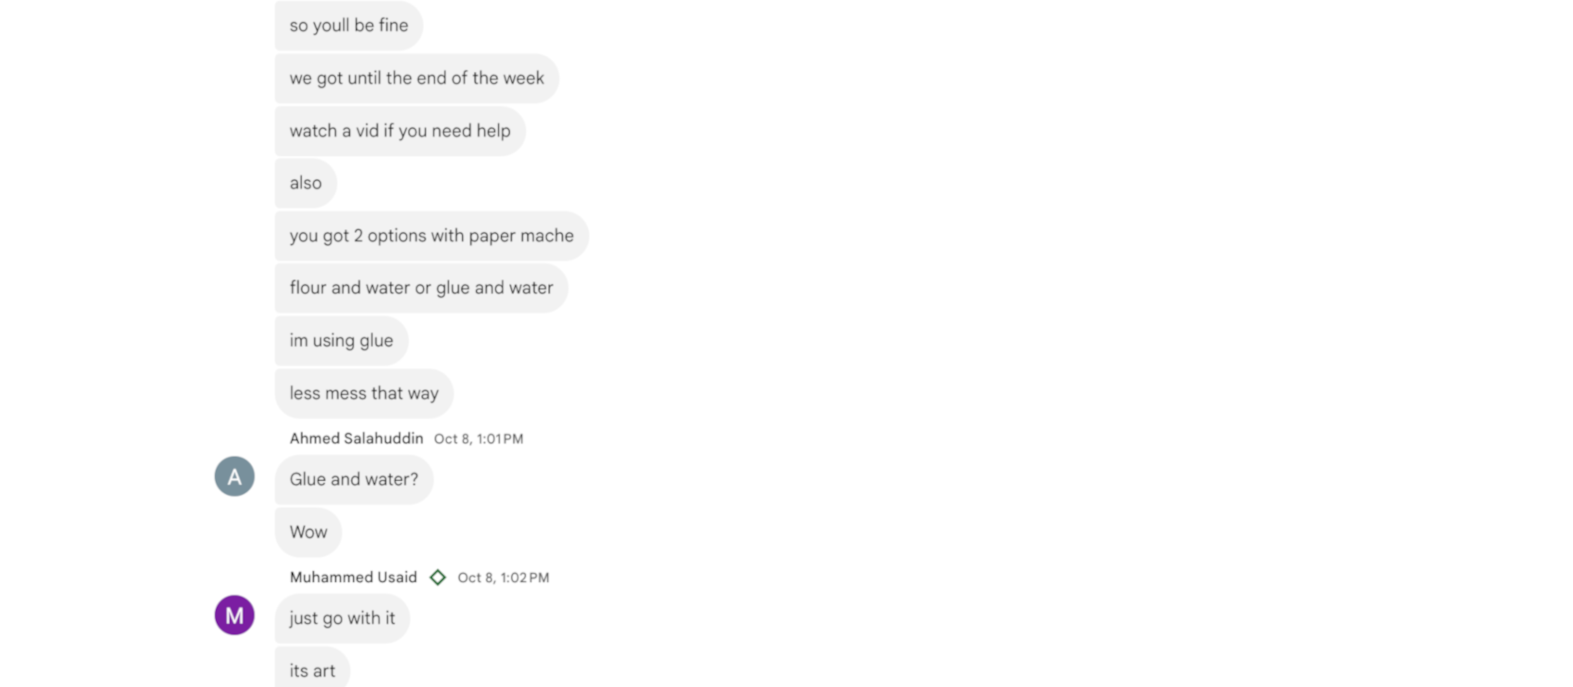 so youll be fine
we got until the end of the week
watch a vid if you need help
also
you got 2 options with paper mache
flour and water or glue and water
im using glue
less mess that way
Ahmed Salahuddin Oct 8, 1:01 PM
A
Glue and water?
Wow
Muhammed Usaid Oct 8, 1:02 PM
M
just go with it
its art